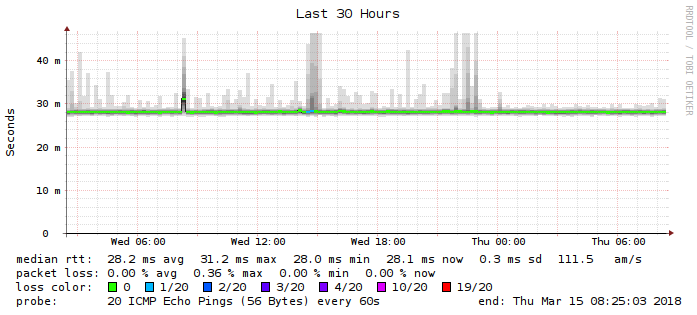 Last 30 Hours
RRDTOOL / TOBI OETIKER
Seconds
40 m
30 m
20 m
10 m
0
Wed 06:00 Wed 12:00 Wed 18:00 Thu 00:00 Thu 06:00
median rtt: 28.2 ms avg 31.2 ms max 28.0 ms min 28.1 ms now 0.3 ms sd 111.5 am/s
packet loss: 0.00 % avg 0.36 % max 0.00 % min 0.00 % now
loss color: 0 1/20 2/20 3/20 4/20 10/20 19/20
probe: 20 ICMP Echo Pings (56 Bytes) every 60s end: Thu Mar 15 08:25:03 2018